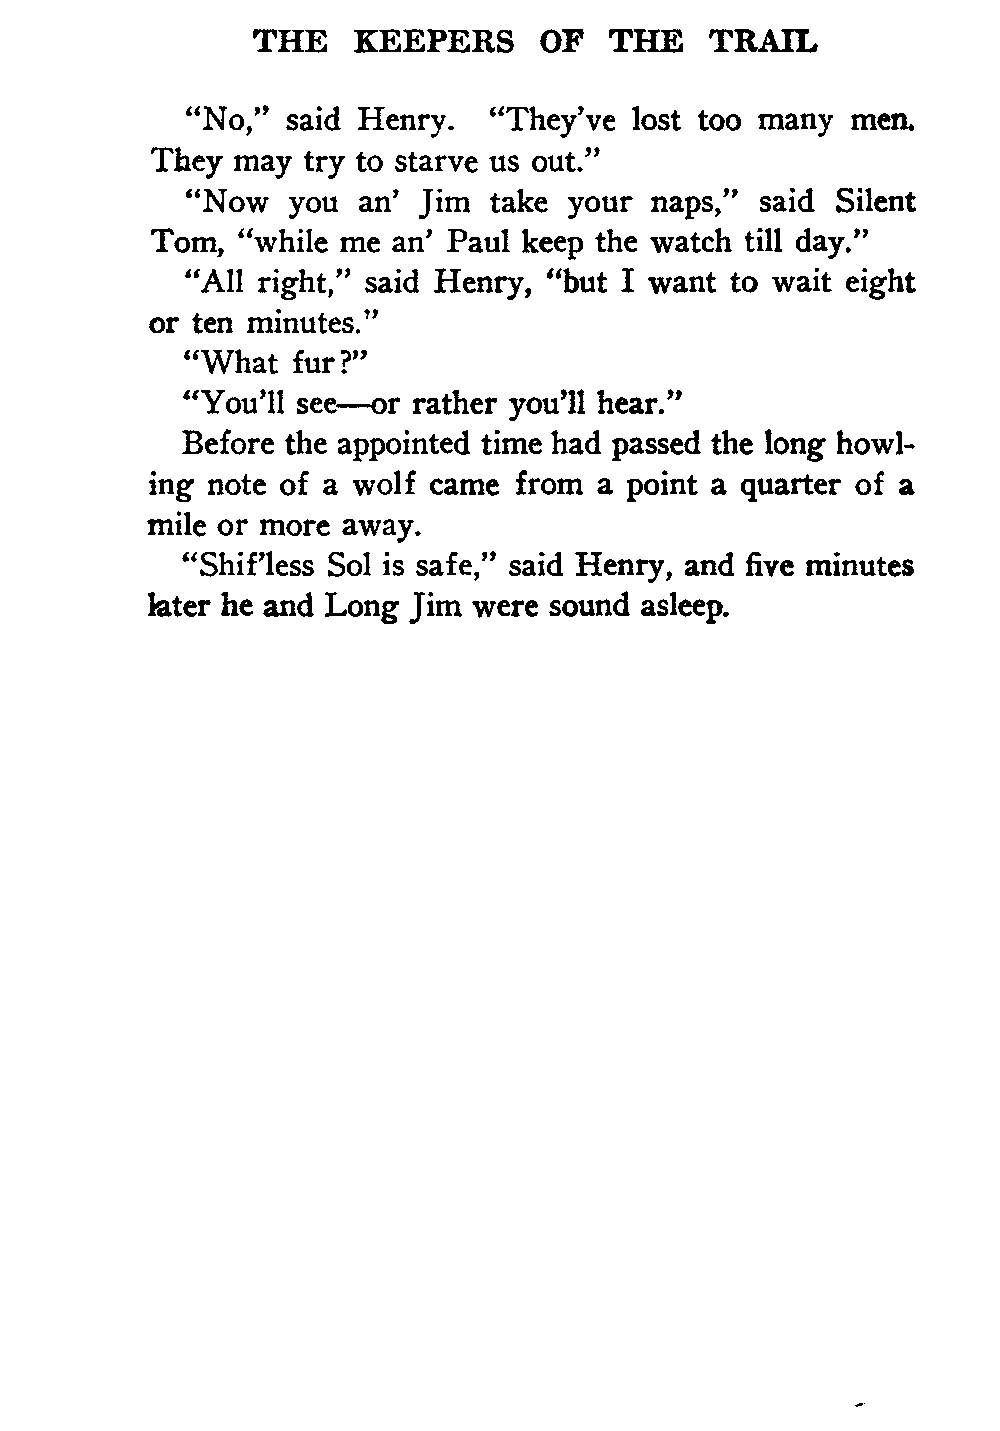 THE KEEPERS OF THE TRAIL
“No,” said Henry. “They’ve lost too many men.
They may try to starve us out.”
“Now you an’ Jim take your naps,” said Silent
Tom, “while me an’ Paul keep the watch till day.”
“All right,” said Henry, “but I want to wait eight
or ten minutes.”
“What fur?”
“You’ll see—or rather you’ll hear.”
Before the appointed time had passed the long howl-
ing note of a wolf came from a point a quarter of a
mile or more away.
“Shif’less Sol is safe,” said Henry, and five minutes
later he and Long Jim were sound asleep.